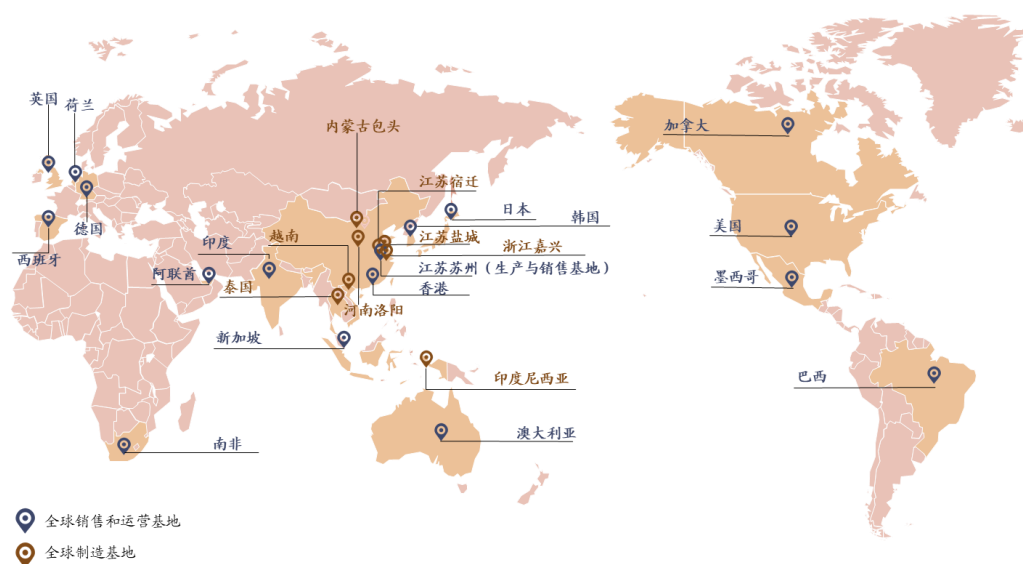 英国
荷兰
内蒙古包头
加拿大
江苏宿迁
日本
韩国
德国
印度
越南
江苏盐城
浙江嘉兴
美国
西班牙
阿联酋
江苏苏州（生产与销售基地）
墨西哥
泰国
香港
河南洛阳
新加坡
印度尼西亚
巴西
南非
澳大利亚
全球销售和运营基地
全球制造基地